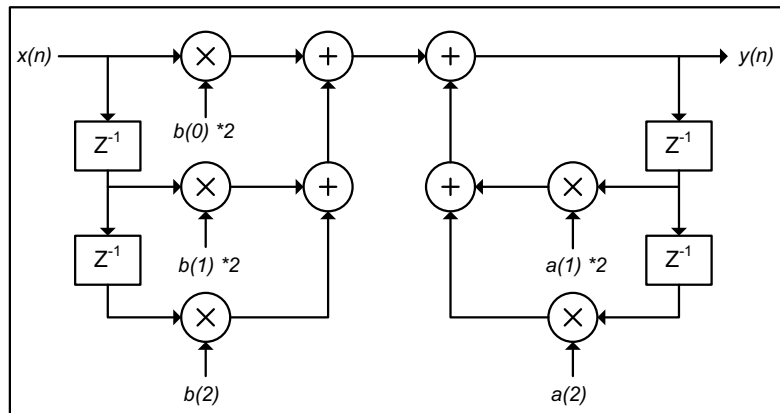 x(n) × + + y(n)
Z⁻¹ b(0) *2 Z⁻¹
× + + ×
Z⁻¹ b(1) *2 a(1) *2 Z⁻¹
× ×
b(2) a(2)